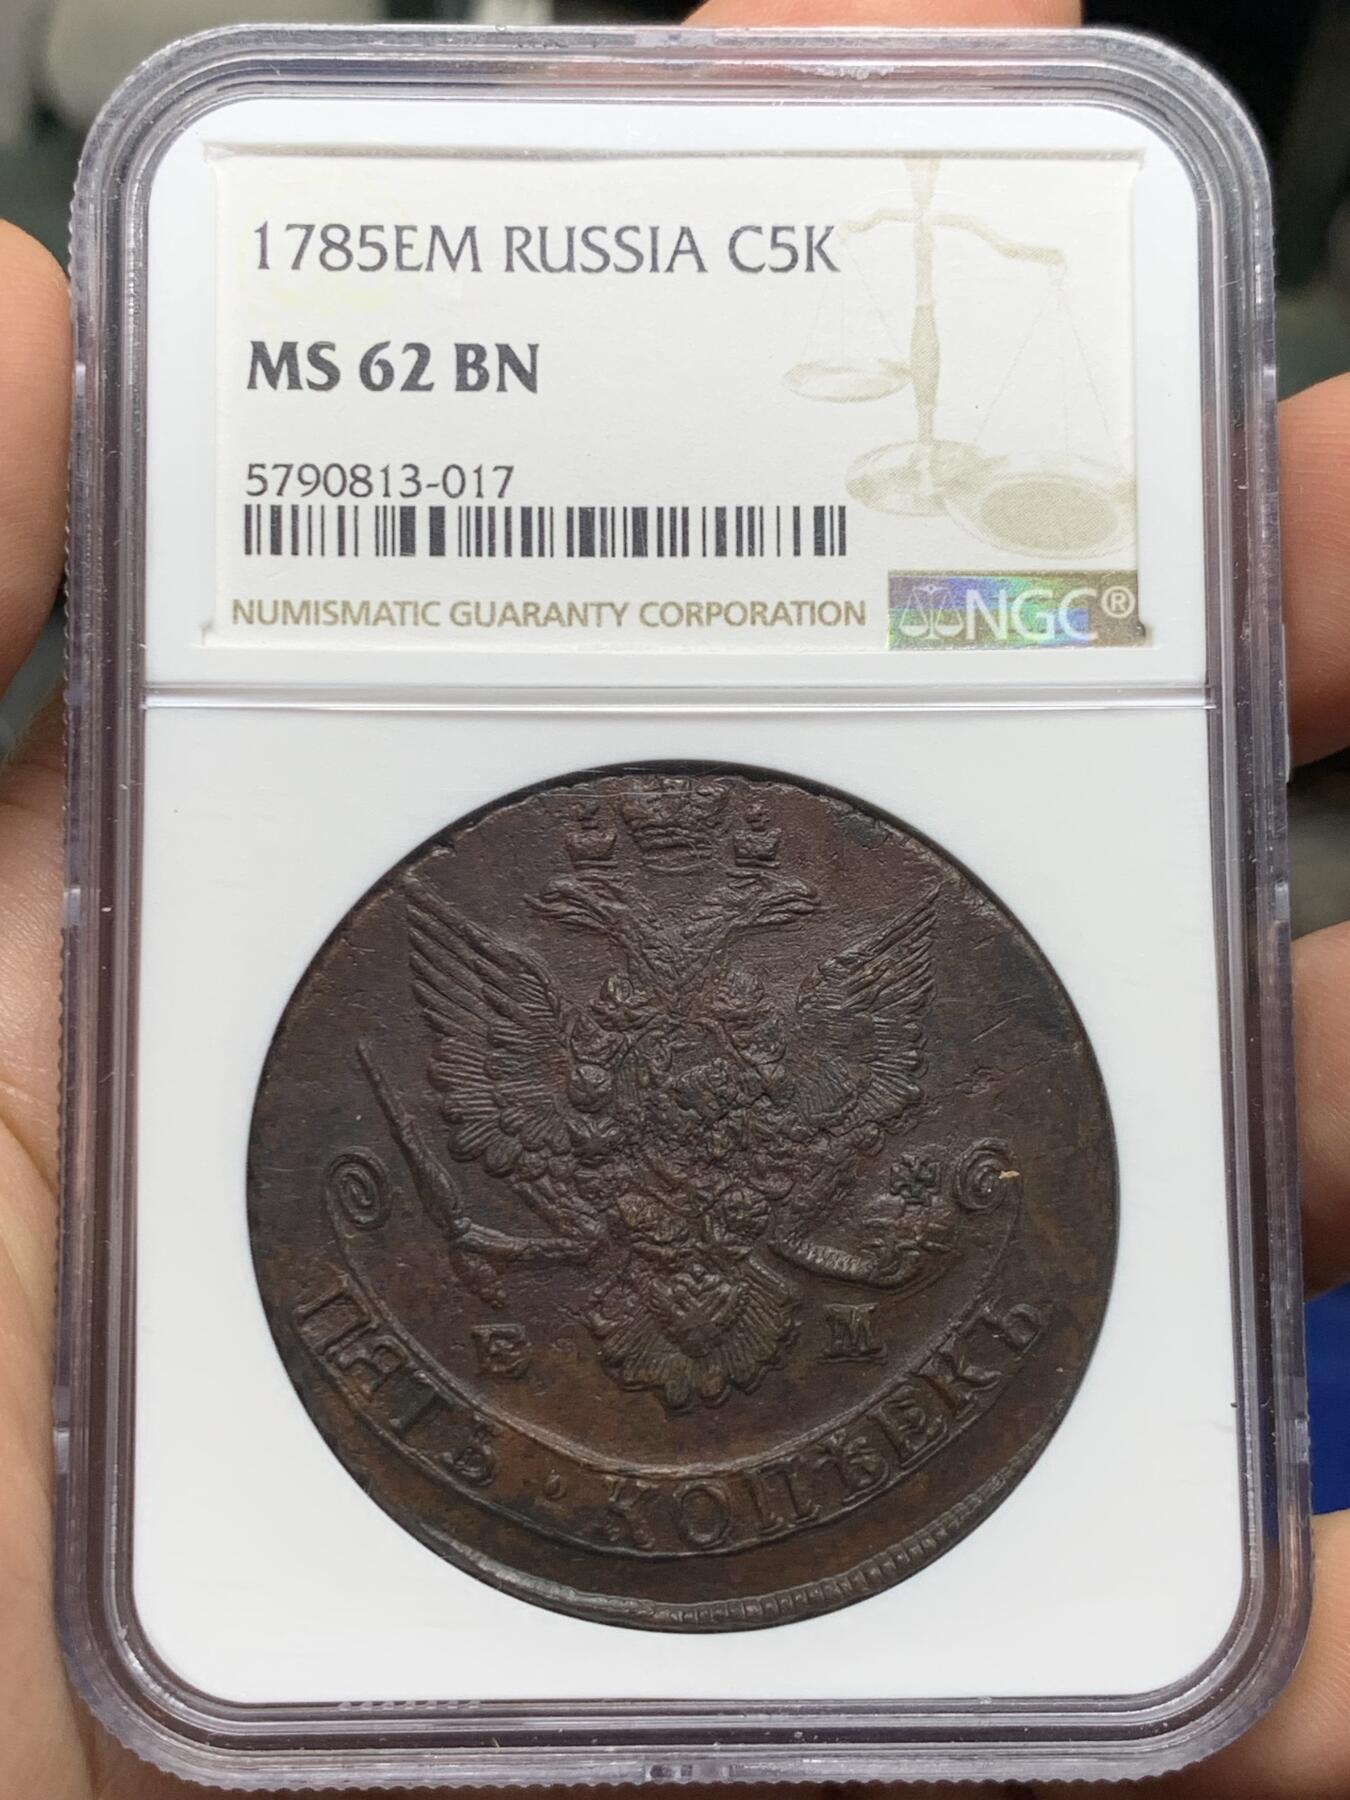 1785EM RUSSIA C5K
MS 62 BN
5790813-017
NUMISMATIC GUARANTY CORPORATION
NGC®
Е М
ПЯТЬ · КОПѢЕКЪ